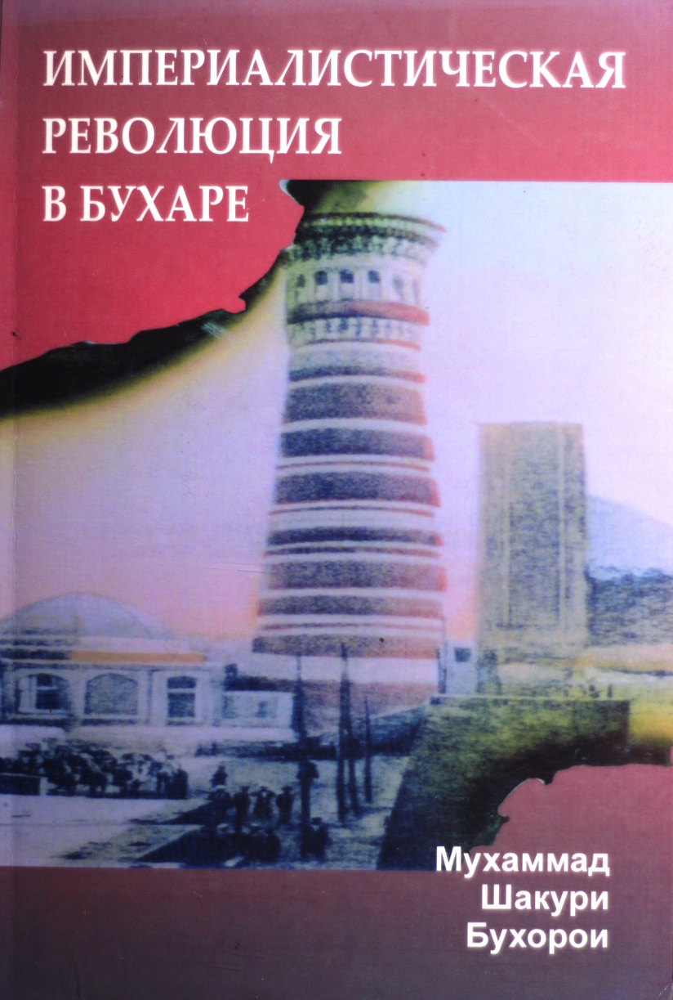 ИМПЕРИАЛИСТИЧЕСКАЯ
РЕВОЛЮЦИЯ
В БУХАРЕ
Мухаммад
Шакури
Бухорои